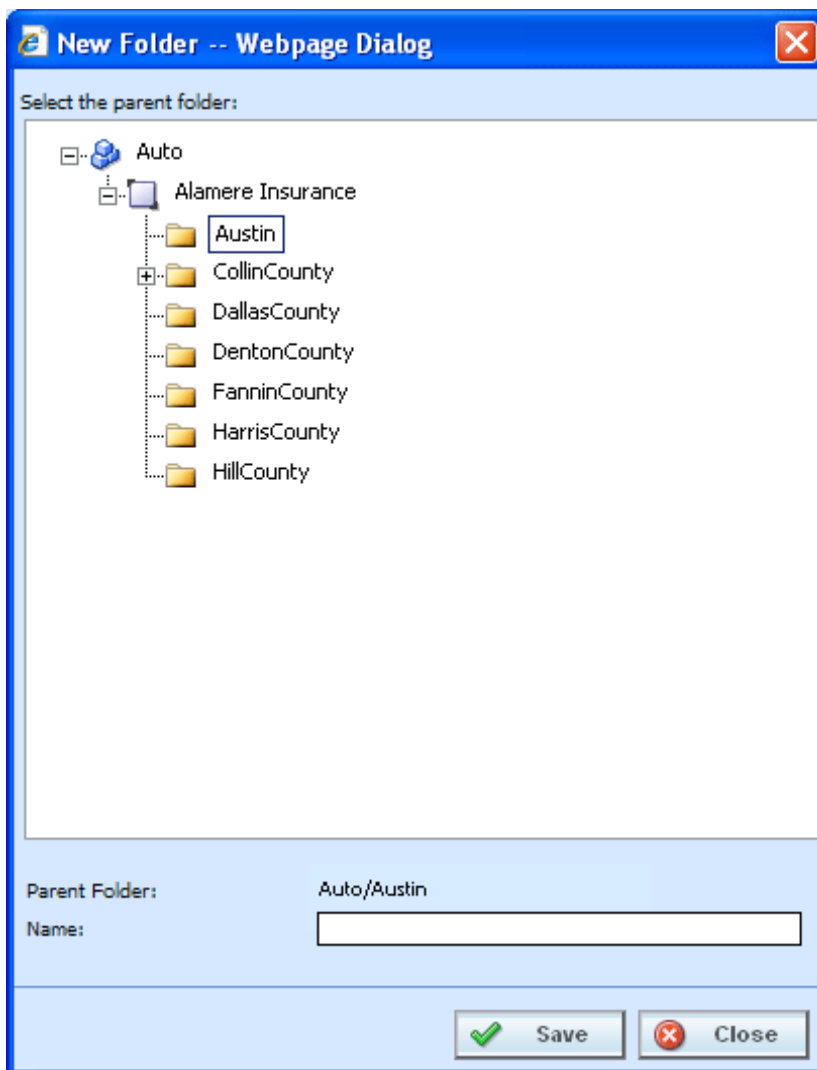 New Folder -- Webpage Dialog
Select the parent folder:
Auto
Alamere Insurance
Austin
CollinCounty
DallasCounty
DentonCounty
FanninCounty
HarrisCounty
HillCounty
Parent Folder: Auto/Austin
Name:
Save Close